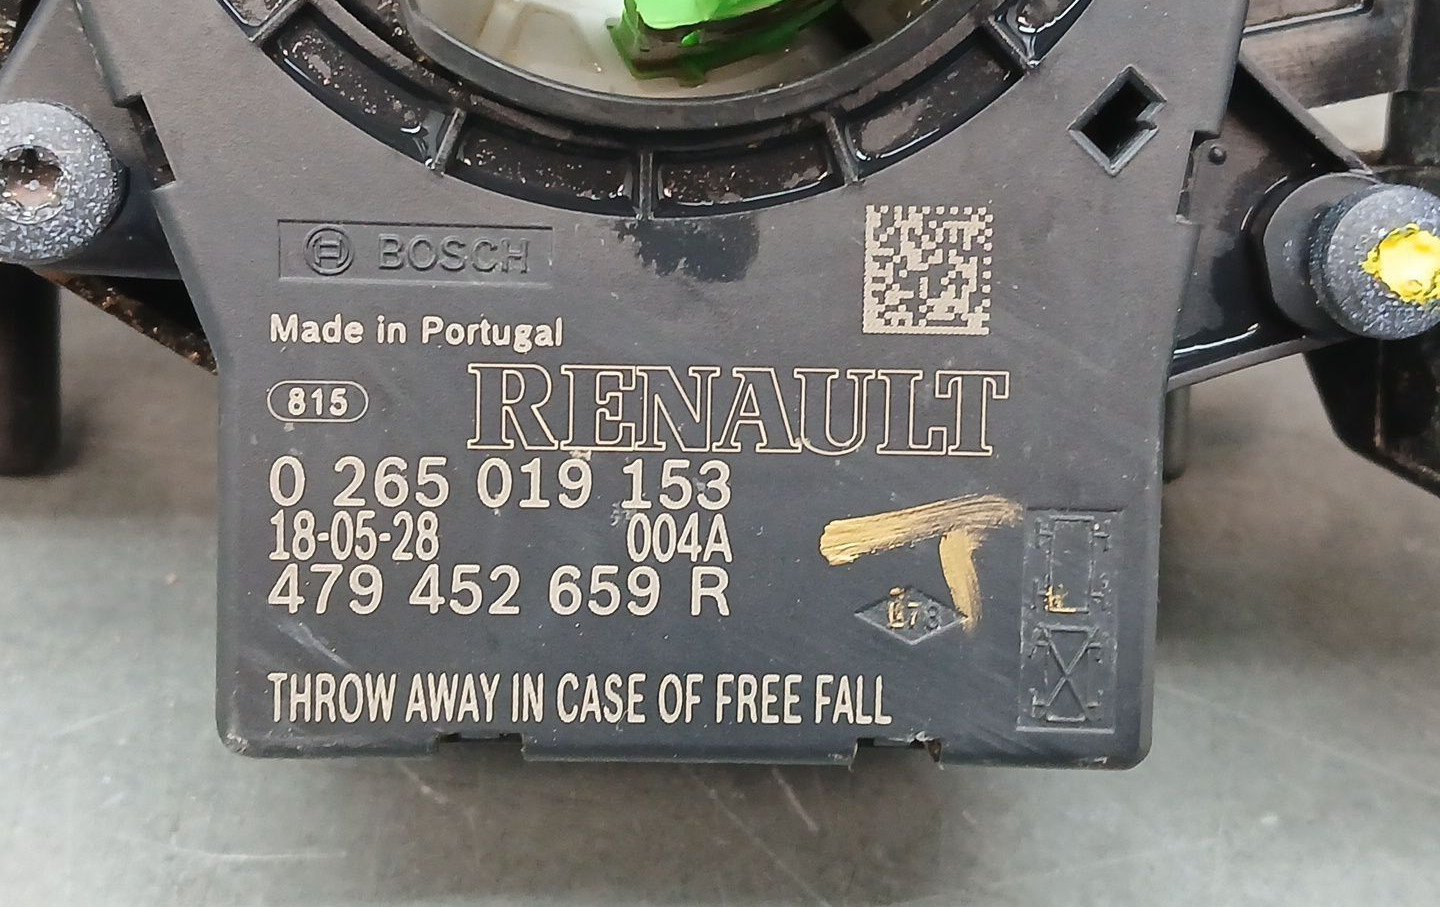 BOSCH
Made in Portugal
815
RENAULT
0 265 019 153
18-05-28 004A
479 452 659 R
THROW AWAY IN CASE OF FREE FALL